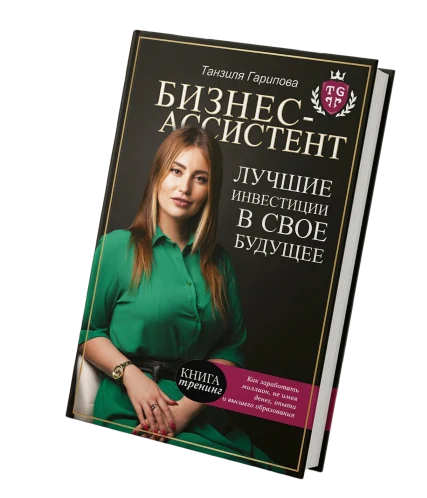 Танзиля Гарипова
TG
БИЗНЕС-
АССИСТЕНТ
ЛУЧШИЕ
ИНВЕСТИЦИИ
В СВОЕ
БУДУЩЕЕ
КНИГА
тренинг
Как заработать
миллион, не имея
денег, опыта
и высшего образования